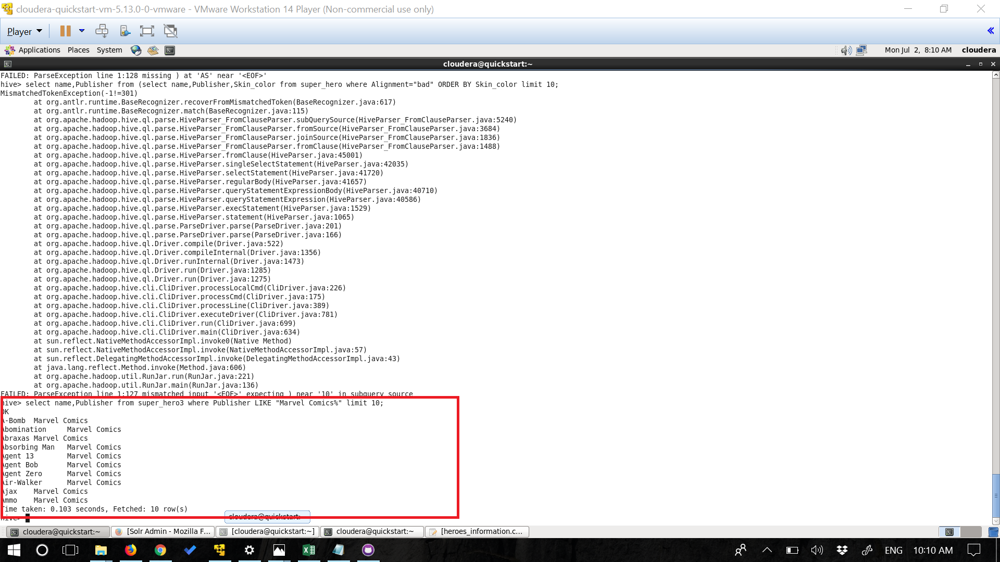 cloudera-quickstart-vm-5.13.0-0-vmware - VMware Workstation 14 Player (Non-commercial use only)
Player
Applications Places System
Mon Jul 2, 8:10 AM cloudera
cloudera@quickstart:~
FAILED: ParseException line 1:128 missing ) at 'AS' near '<EOF>'
hive> select name,Publisher from (select name,Publisher,Skin_color from super_hero where Alignment="bad" ORDER BY Skin_color limit 10;
MismatchedTokenException(-1!=301)
at org.antlr.runtime.BaseRecognizer.recoverFromMismatchedToken(BaseRecognizer.java:617)
at org.antlr.runtime.BaseRecognizer.match(BaseRecognizer.java:115)
at org.apache.hadoop.hive.ql.parse.HiveParser_FromClauseParser.subQuerySource(HiveParser_FromClauseParser.java:5240)
at org.apache.hadoop.hive.ql.parse.HiveParser_FromClauseParser.fromSource(HiveParser_FromClauseParser.java:3684)
at org.apache.hadoop.hive.ql.parse.HiveParser_FromClauseParser.joinSource(HiveParser_FromClauseParser.java:1836)
at org.apache.hadoop.hive.ql.parse.HiveParser_FromClauseParser.fromClause(HiveParser_FromClauseParser.java:1488)
at org.apache.hadoop.hive.ql.parse.HiveParser.fromClause(HiveParser.java:45001)
at org.apache.hadoop.hive.ql.parse.HiveParser.singleSelectStatement(HiveParser.java:42035)
at org.apache.hadoop.hive.ql.parse.HiveParser.selectStatement(HiveParser.java:41720)
at org.apache.hadoop.hive.ql.parse.HiveParser.regularBody(HiveParser.java:41657)
at org.apache.hadoop.hive.ql.parse.HiveParser.queryStatementExpressionBody(HiveParser.java:40710)
at org.apache.hadoop.hive.ql.parse.HiveParser.queryStatementExpression(HiveParser.java:40586)
at org.apache.hadoop.hive.ql.parse.HiveParser.execStatement(HiveParser.java:1529)
at org.apache.hadoop.hive.ql.parse.HiveParser.statement(HiveParser.java:1065)
at org.apache.hadoop.hive.ql.parse.ParseDriver.parse(ParseDriver.java:201)
at org.apache.hadoop.hive.ql.parse.ParseDriver.parse(ParseDriver.java:166)
at org.apache.hadoop.hive.ql.Driver.compile(Driver.java:522)
at org.apache.hadoop.hive.ql.Driver.compileInternal(Driver.java:1356)
at org.apache.hadoop.hive.ql.Driver.runInternal(Driver.java:1473)
at org.apache.hadoop.hive.ql.Driver.run(Driver.java:1285)
at org.apache.hadoop.hive.ql.Driver.run(Driver.java:1275)
at org.apache.hadoop.hive.cli.CliDriver.processLocalCmd(CliDriver.java:226)
at org.apache.hadoop.hive.cli.CliDriver.processCmd(CliDriver.java:175)
at org.apache.hadoop.hive.cli.CliDriver.processLine(CliDriver.java:389)
at org.apache.hadoop.hive.cli.CliDriver.executeDriver(CliDriver.java:781)
at org.apache.hadoop.hive.cli.CliDriver.run(CliDriver.java:699)
at org.apache.hadoop.hive.cli.CliDriver.main(CliDriver.java:634)
at sun.reflect.NativeMethodAccessorImpl.invoke0(Native Method)
at sun.reflect.NativeMethodAccessorImpl.invoke(NativeMethodAccessorImpl.java:57)
at sun.reflect.DelegatingMethodAccessorImpl.invoke(DelegatingMethodAccessorImpl.java:43)
at java.lang.reflect.Method.invoke(Method.java:606)
at org.apache.hadoop.util.RunJar.run(RunJar.java:221)
at org.apache.hadoop.util.RunJar.main(RunJar.java:136)
FAILED: ParseException line 1:127 mismatched input '<EOF>' expecting ) near '10' in subquery source
hive> select name,Publisher from super_hero3 where Publisher LIKE "Marvel Comics%" limit 10;
OK
A-Bomb Marvel Comics
Abomination Marvel Comics
Abraxas Marvel Comics
Absorbing Man Marvel Comics
Agent 13 Marvel Comics
Agent Bob Marvel Comics
Agent Zero Marvel Comics
Air-Walker Marvel Comics
Ajax Marvel Comics
Ammo Marvel Comics
Time taken: 0.103 seconds, Fetched: 10 row(s)
hive>
cloudera@quickstart:~
cloudera@quickstart:~ [Solr Admin - Mozilla F... [cloudera@quickstart:~] cloudera@quickstart:~ [heroes_information.c...
ENG 10:10 AM